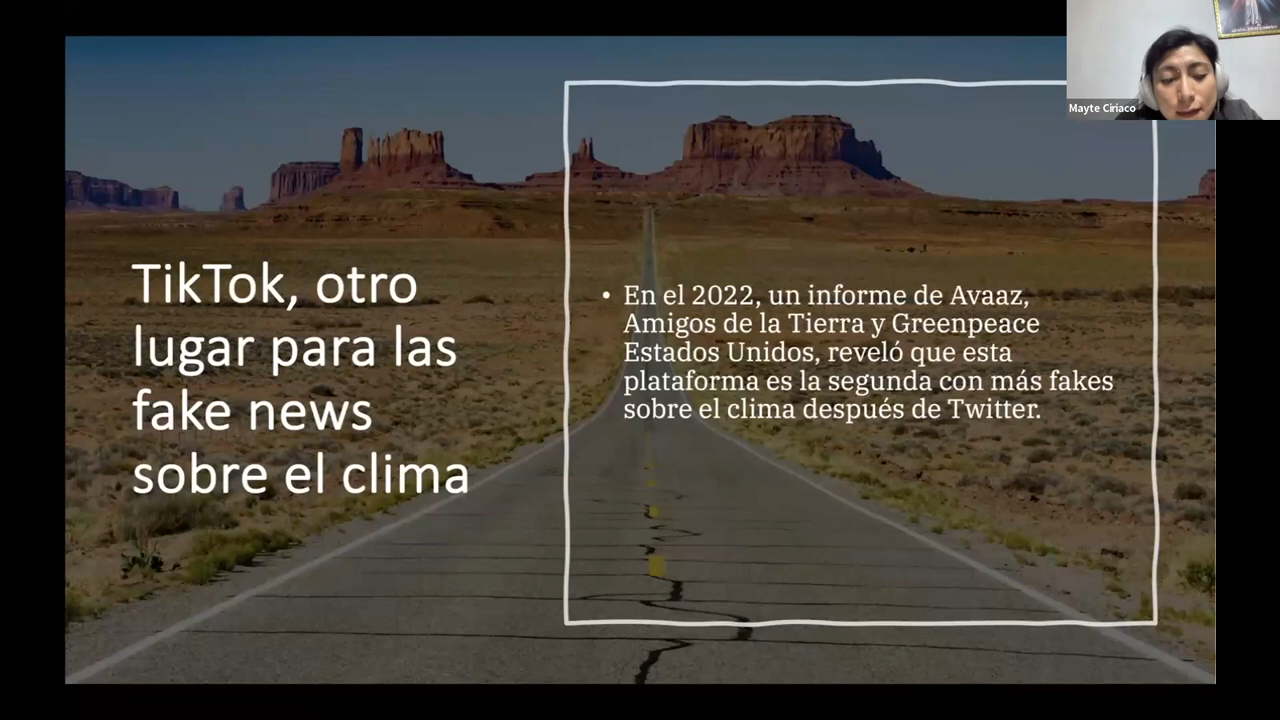 TikTok, otro
lugar para las
fake news
sobre el clima
• En el 2022, un informe de Avaaz,
Amigos de la Tierra y Greenpeace
Estados Unidos, reveló que esta
plataforma es la segunda con más fakes
sobre el clima después de Twitter.
Mayte Ciriaco